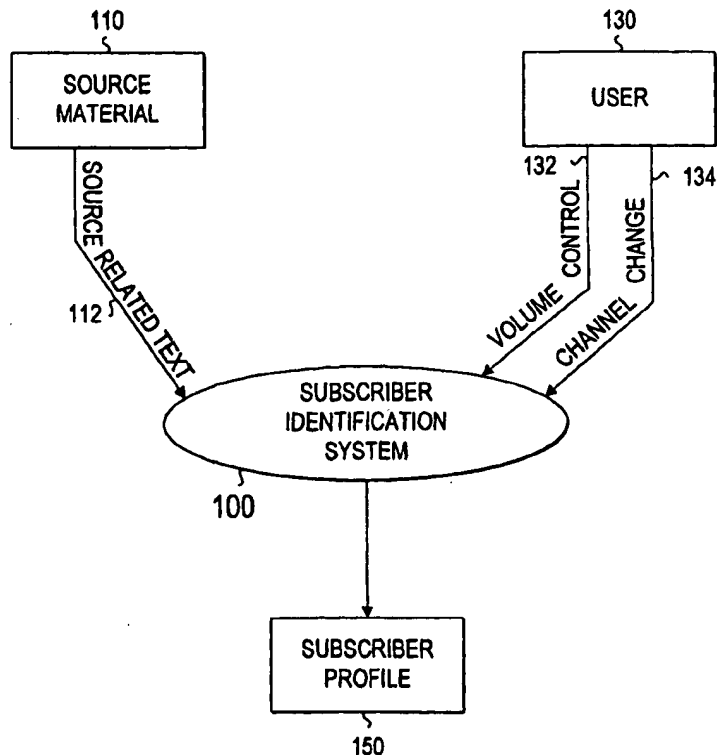 110
SOURCE
MATERIAL
130
USER
132
134
SOURCE RELATED TEXT
112
VOLUME CONTROL
CHANNEL CHANGE
SUBSCRIBER
IDENTIFICATION
SYSTEM
100
SUBSCRIBER
PROFILE
150